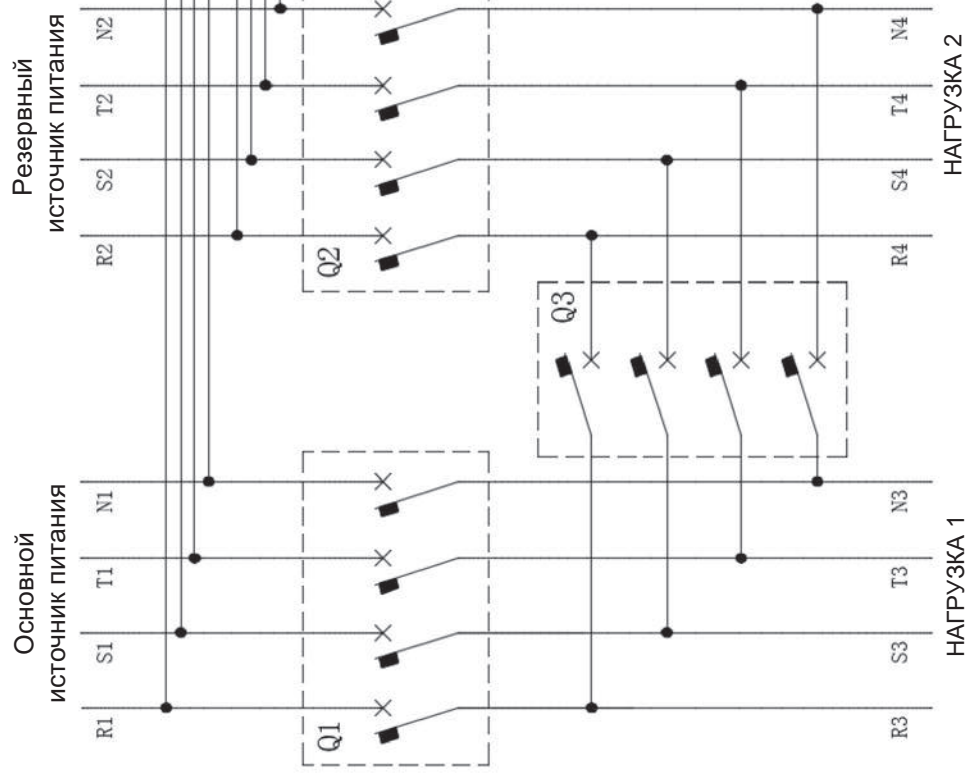 Основной
источник питания
Резервный
источник питания
R1
S1
T1
N1
R2
S2
T2
N2
Q1
Q2
Q3
R3
S3
T3
N3
R4
S4
T4
N4
НАГРУЗКА 1
НАГРУЗКА 2